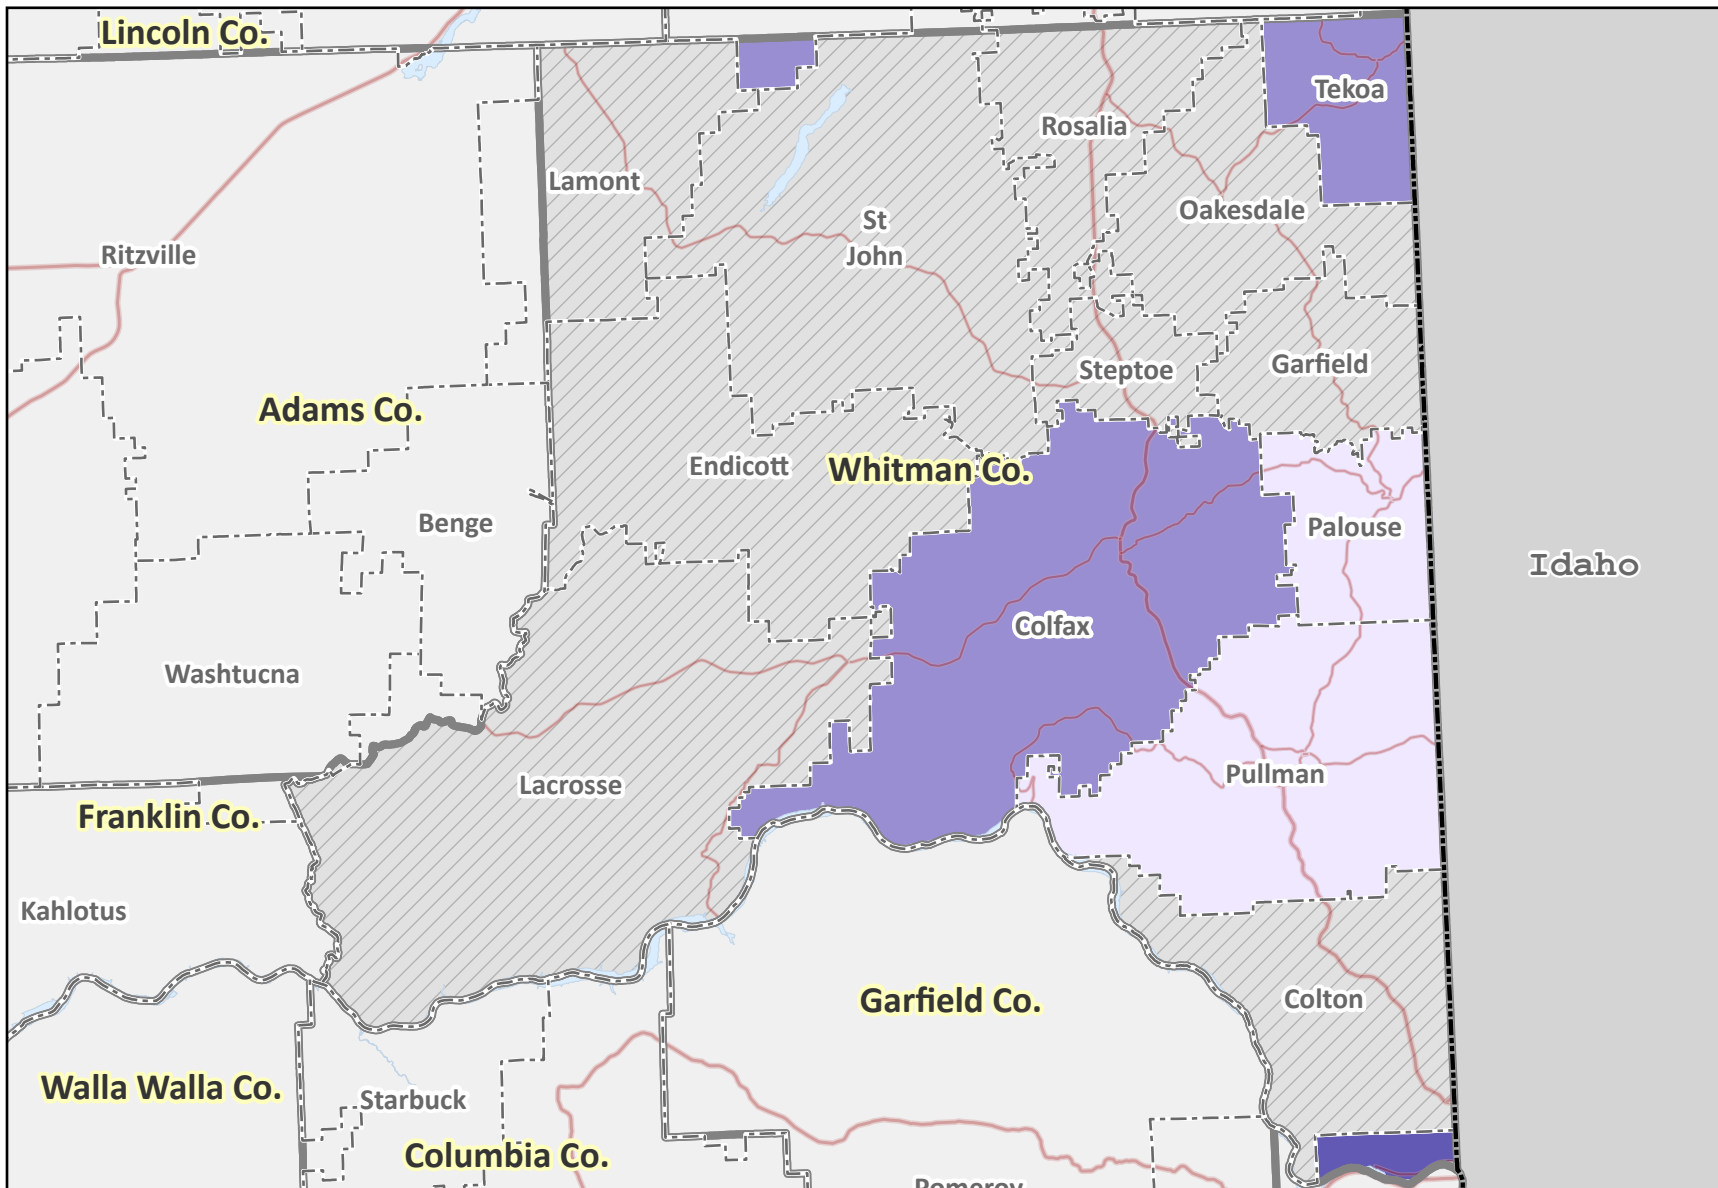 Lincoln Co.
Tekoa
Rosalia
Lamont
Oakesdale
St
John
Ritzville
Garfield
Steptoe
Adams Co.
Endicott
Whitman Co.
Benge
Palouse
Idaho
Colfax
Washtucna
Pullman
Lacrosse
Franklin Co.
Kahlotus
Colton
Garfield Co.
Walla Walla Co.
Starbuck
Columbia Co.
Pomeroy